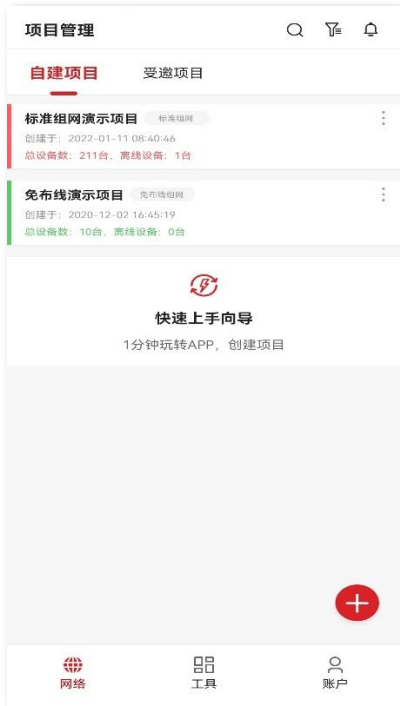 项目管理
自建项目 受邀项目
标准组网演示项目 标准组网
创建于: 2022-01-11 08:40:46
总设备数: 211台, 离线设备: 1台
免布线演示项目 免布线组网
创建于: 2020-12-02 16:45:19
总设备数: 10台, 离线设备: 0台
快速上手向导
1分钟玩转APP, 创建项目
网络 工具 账户